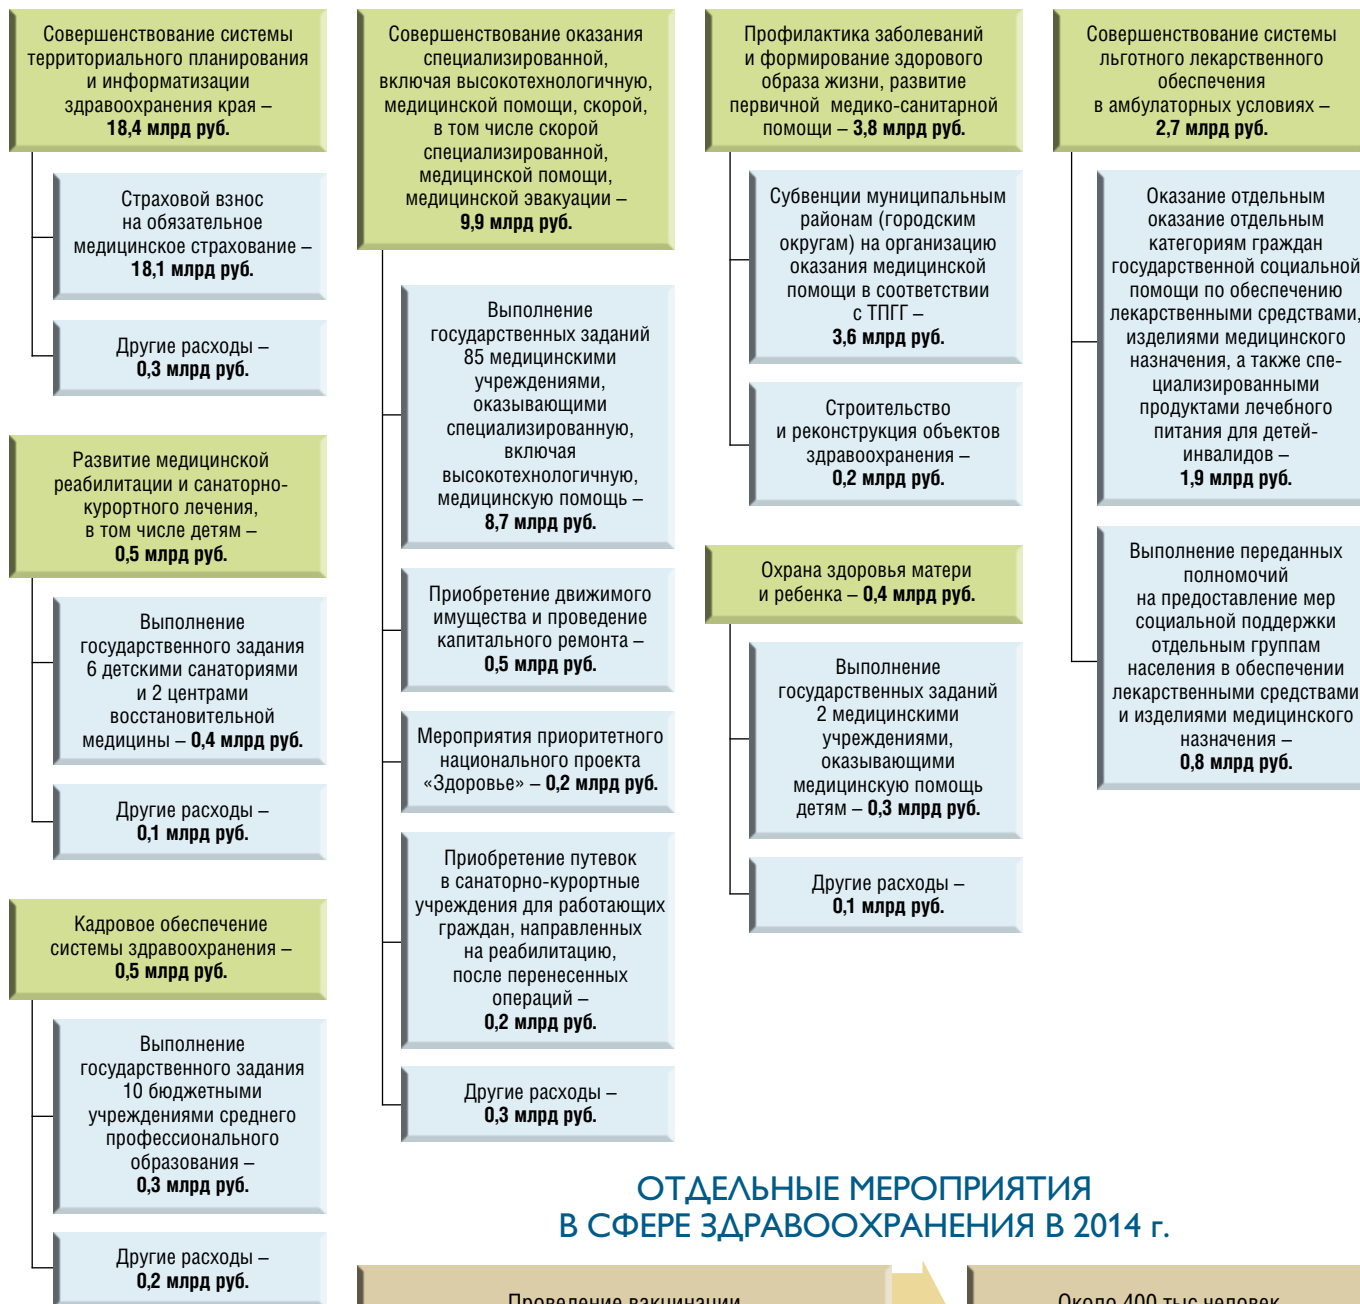 Совершенствование системы
территориального планирования
и информатизации
здравоохранения края –
18,4 млрд руб.
Страховой взнос
на обязательное
медицинское страхование –
18,1 млрд руб.
Другие расходы –
0,3 млрд руб.
Развитие медицинской
реабилитации и санаторно-
курортного лечения,
в том числе детям –
0,5 млрд руб.
Выполнение
государственного задания
6 детскими санаториями
и 2 центрами
восстановительной
медицины – 0,4 млрд руб.
Другие расходы –
0,1 млрд руб.
Кадровое обеспечение
системы здравоохранения –
0,5 млрд руб.
Выполнение
государственного задания
10 бюджетными
учреждениями среднего
профессионального
образования –
0,3 млрд руб.
Другие расходы –
0,2 млрд руб.
Совершенствование оказания
специализированной,
включая высокотехнологичную,
медицинской помощи, скорой,
в том числе скорой
специализированной,
медицинской помощи,
медицинской эвакуации –
9,9 млрд руб.
Выполнение
государственных заданий
85 медицинскими
учреждениями,
оказывающими
специализированную,
включая
высокотехнологичную,
медицинскую помощь –
8,7 млрд руб.
Приобретение движимого
имущества и проведение
капитального ремонта –
0,5 млрд руб.
Мероприятия приоритетного
национального проекта
«Здоровье» – 0,2 млрд руб.
Приобретение путевок
в санаторно-курортные
учреждения для работающих
граждан, направленных
на реабилитацию,
после перенесенных
операций –
0,2 млрд руб.
Другие расходы –
0,3 млрд руб.
Профилактика заболеваний
и формирование здорового
образа жизни, развитие
первичной медико-санитарной
помощи – 3,8 млрд руб.
Субвенции муниципальным
районам (городским
округам) на организацию
оказания медицинской
помощи в соответствии
с ТПГГ –
3,6 млрд руб.
Строительство
и реконструкция объектов
здравоохранения –
0,2 млрд руб.
Охрана здоровья матери
и ребенка – 0,4 млрд руб.
Выполнение
государственных заданий
2 медицинскими
учреждениями,
оказывающими
медицинскую помощь
детям – 0,3 млрд руб.
Другие расходы –
0,1 млрд руб.
Совершенствование системы
льготного лекарственного
обеспечения
в амбулаторных условиях –
2,7 млрд руб.
Оказание отдельным
оказание отдельным
категориям граждан
государственной социальной
помощи по обеспечению
лекарственными средствами,
изделиями медицинского
назначения, а также спе-
циализированными
продуктами лечебного
питания для детей-
инвалидов –
1,9 млрд руб.
Выполнение переданных
полномочий
на предоставление мер
социальной поддержки
отдельным группам
населения в обеспечении
лекарственными средствами
и изделиями медицинского
назначения –
0,8 млрд руб.
ОТДЕЛЬНЫЕ МЕРОПРИЯТИЯ
В СФЕРЕ ЗДРАВООХРАНЕНИЯ В 2014 г.
Проведение вакцинации
Около 400 тыс человек